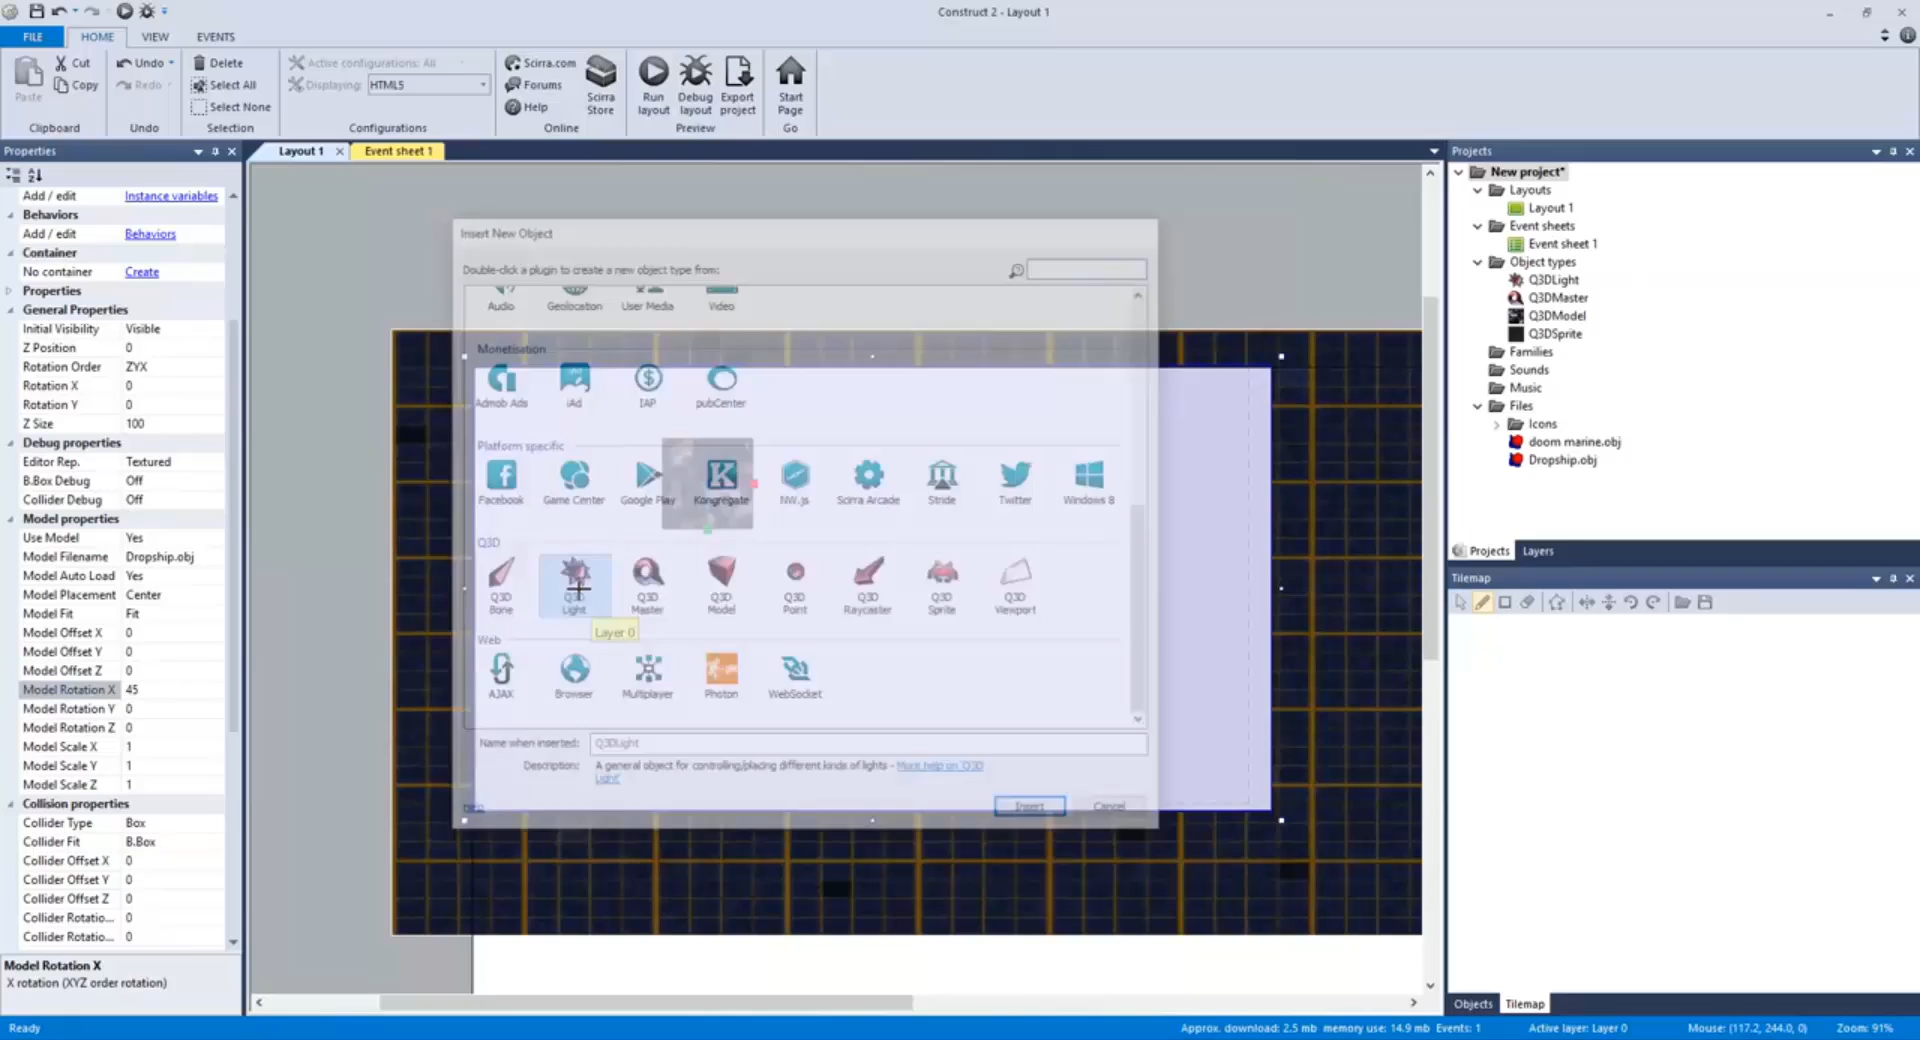 Construct 2 - Layout 1
FILE HOME VIEW EVENTS
Paste
Cut
Copy
Clipboard
Undo
Redo
Undo
Delete
Select All
Select None
Selection
Active configurations: All
Displaying: HTML5
Configurations
Scirra.com
Forums
Help
Scirra Store
Online
Run layout
Debug layout
Export project
Preview
Start Page
Go
Properties
Layout 1
Event sheet 1
Add / edit Instance variables
Behaviors
Add / edit Behaviors
Container
No container Create
Properties
General Properties
Initial Visibility Visible
Z Position 0
Rotation Order ZYX
Rotation X 0
Rotation Y 0
Z Size 100
Debug properties
Editor Rep. Textured
B.Box Debug Off
Collider Debug Off
Model properties
Use Model Yes
Model Filename Dropship.obj
Model Auto Load Yes
Model Placement Center
Model Fit Fit
Model Offset X 0
Model Offset Y 0
Model Offset Z 0
Model Rotation X 45
Model Rotation Y 0
Model Rotation Z 0
Model Scale X 1
Model Scale Y 1
Model Scale Z 1
Collision properties
Collider Type Box
Collider Fit B.Box
Collider Offset X 0
Collider Offset Y 0
Collider Offset Z 0
Collider Rotatio... 0
Collider Rotatio... 0
Model Rotation X
X rotation (XYZ order rotation)
Insert New Object
Double-click a plugin to create a new object type from:
Audio Geolocation User Media Video
Monetisation
Admob Ads iAd IAP pubCenter
Platform specific
Facebook Game Center Google Play Kongregate NW.js Scirra Arcade Stride Twitter Windows 8
Q3D
Q3D Bone
Q3D Light
Q3D Master
Q3D Model
Q3D Point
Q3D Raycaster
Q3D Sprite
Q3D Viewport
Layer 0
Web
AJAX Browser Multiplayer Photon WebSocket
Name when inserted: Q3DLight
Description: A general object for controlling/placing different kinds of lights - More help on 'Q3D
Light'
Help Insert Cancel
Projects
New project*
Layouts
Layout 1
Event sheets
Event sheet 1
Object types
Q3DLight
Q3DMaster
Q3DModel
Q3DSprite
Families
Sounds
Music
Files
Icons
doom marine.obj
Dropship.obj
Projects Layers
Tilemap
Objects Tilemap
Ready
Approx. download: 2.5 mb memory use: 14.9 mb Events: 1 Active layer: Layer 0 Mouse: (117.2, 244.0, 0) Zoom: 91%